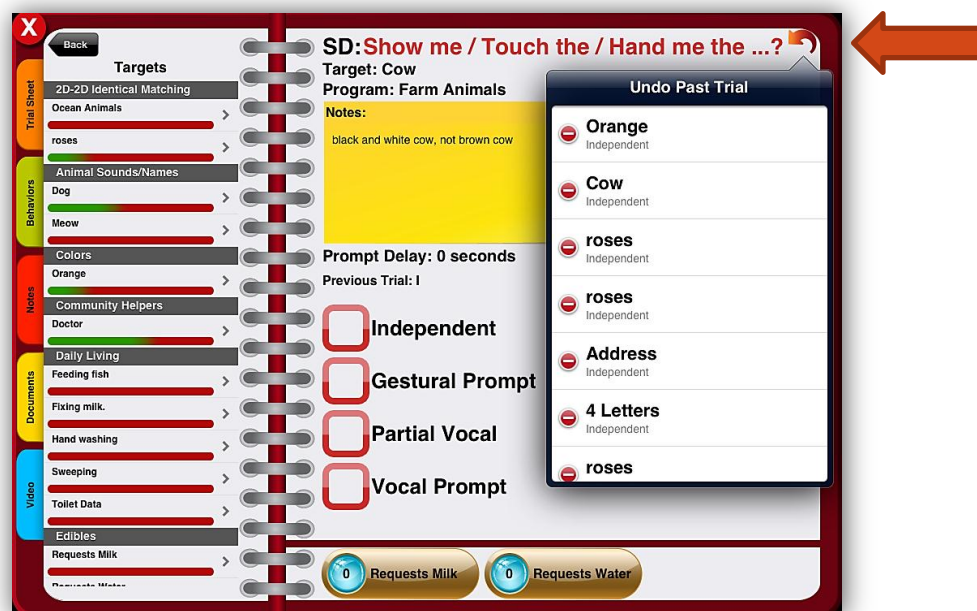 X
Back
Targets
2D-2D Identical Matching
Ocean Animals
roses
Animal Sounds/Names
Dog
Meow
Colors
Orange
Community Helpers
Doctor
Daily Living
Feeding fish
Fixing milk.
Hand washing
Sweeping
Toilet Data
Edibles
Requests Milk
Requests Water
Trial Sheet
Behaviors
Notes
Documents
Video
SD:Show me / Touch the / Hand me the ...?
Target: Cow
Program: Farm Animals
Notes:
black and white cow, not brown cow
Prompt Delay: 0 seconds
Previous Trial: I
Independent
Gestural Prompt
Partial Vocal
Vocal Prompt
Undo Past Trial
Orange
Independent
Cow
Independent
roses
Independent
roses
Independent
Address
Independent
4 Letters
Independent
roses
0 Requests Milk
0 Requests Water